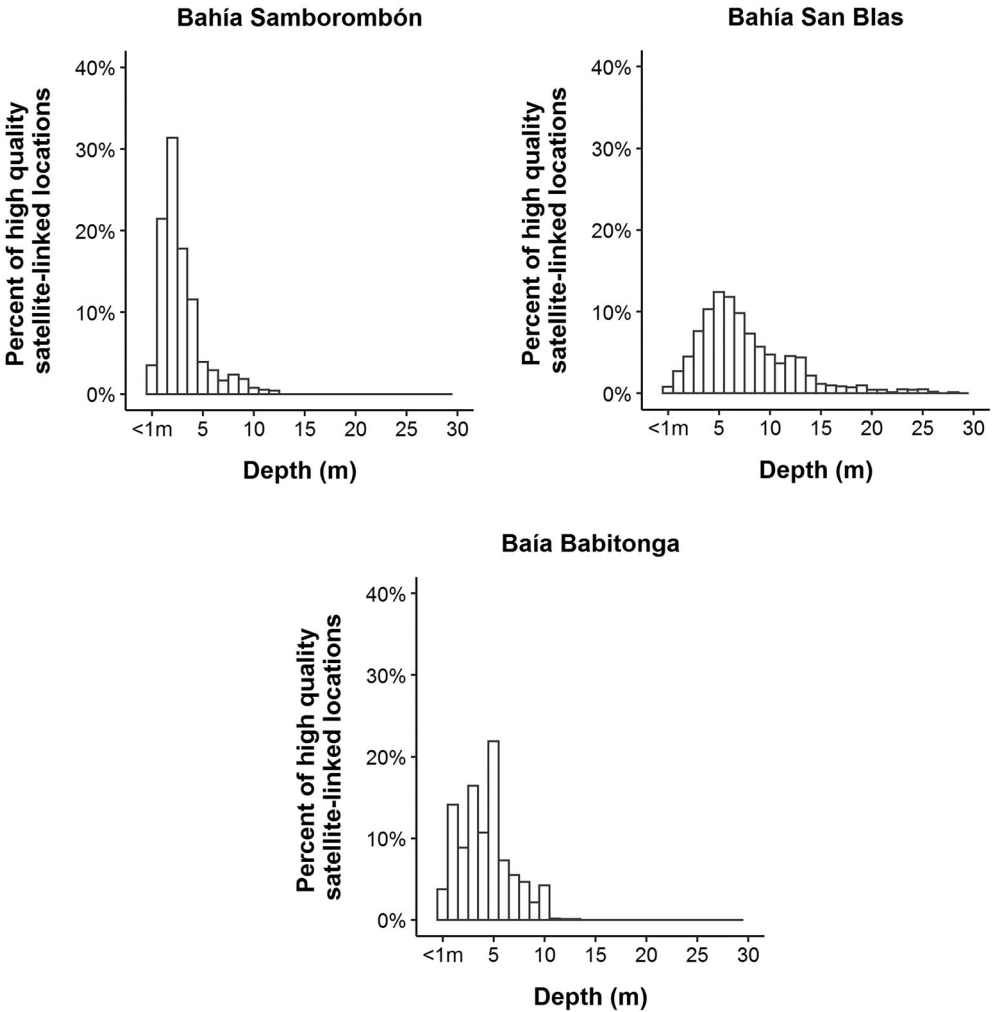 Bahía Samborombón
Percent of high quality
satellite-linked locations
40%
30%
20%
10%
0%
<1m 5 10 15 20 25 30
Depth (m)
Bahía San Blas
Percent of high quality
satellite-linked locations
40%
30%
20%
10%
0%
<1m 5 10 15 20 25 30
Depth (m)
Baía Babitonga
Percent of high quality
satellite-linked locations
40%
30%
20%
10%
0%
<1m 5 10 15 20 25 30
Depth (m)